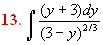 13. ∫ (y + 3)dy / (3 − y)^{2/3}